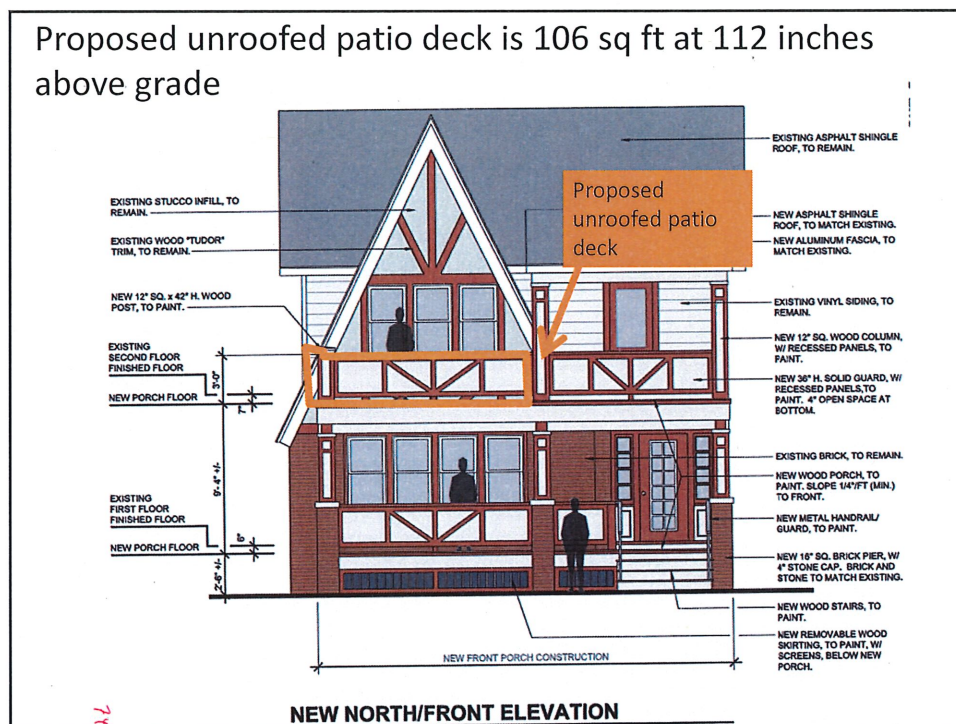 Proposed unroofed patio deck is 106 sq ft at 112 inches
above grade
EXISTING STUCCO INFILL, TO
REMAIN.
EXISTING WOOD "TUDOR"
TRIM, TO REMAIN.
NEW 12" SQ. x 42" H. WOOD
POST, TO PAINT.
EXISTING
SECOND FLOOR
FINISHED FLOOR
NEW PORCH FLOOR
3'-0"
7"
9'- 4" +/-
EXISTING
FIRST FLOOR
FINISHED FLOOR
NEW PORCH FLOOR
6"
2'-6" +/-
Proposed
unroofed patio
deck
EXISTING ASPHALT SHINGLE
ROOF, TO REMAIN.
NEW ASPHALT SHINGLE
ROOF, TO MATCH EXISTING.
NEW ALUMINUM FASCIA, TO
MATCH EXISTING.
EXISTING VINYL SIDING, TO
REMAIN.
NEW 12" SQ. WOOD COLUMN,
W/ RECESSED PANELS, TO
PAINT.
NEW 36" H. SOLID GUARD, W/
RECESSED PANELS,TO
PAINT. 4" OPEN SPACE AT
BOTTOM.
EXISTING BRICK, TO REMAIN.
NEW WOOD PORCH, TO
PAINT. SLOPE 1/4"/FT (MIN.)
TO FRONT.
NEW METAL HANDRAIL/
GUARD, TO PAINT.
NEW 16" SQ. BRICK PIER, W/
4" STONE CAP. BRICK AND
STONE TO MATCH EXISTING.
NEW WOOD STAIRS, TO
PAINT.
NEW REMOVABLE WOOD
SKIRTING, TO PAINT, W/
SCREENS, BELOW NEW
PORCH.
NEW FRONT PORCH CONSTRUCTION
NEW NORTH/FRONT ELEVATION